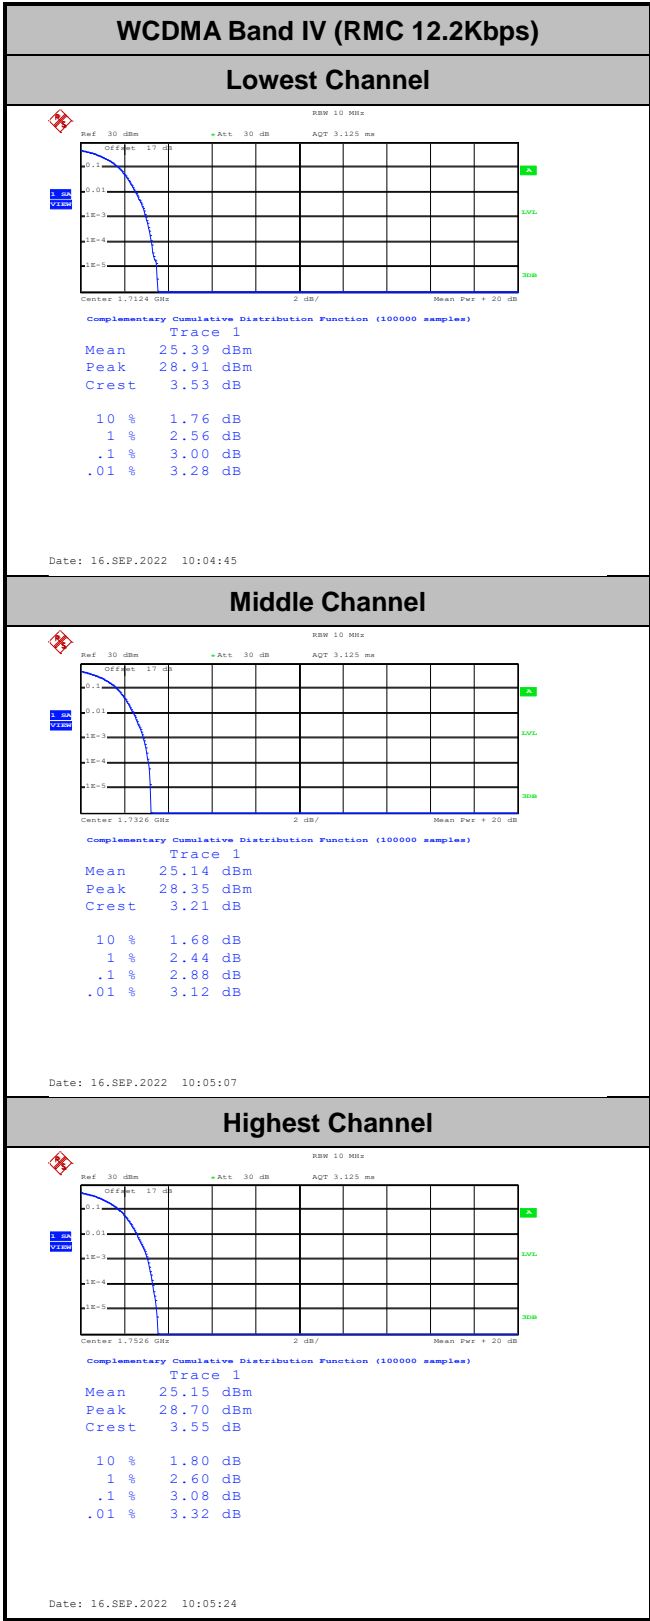 WCDMA Band IV (RMC 12.2Kbps)
Lowest Channel
R S
RBW 10 MHz
Ref 30 dBm * Att 30 dB AQT 3.125 ms
Offset 17 dB
0.1
A
0.01
1 SA
VIEW
1E-3
LVL
1E-4
1E-5
3DB
Center 1.7124 GHz 2 dB/ Mean Pwr + 20 dB
Complementary Cumulative Distribution Function (100000 samples)
Trace 1
Mean 25.39 dBm
Peak 28.91 dBm
Crest 3.53 dB
10 % 1.76 dB
1 % 2.56 dB
.1 % 3.00 dB
.01 % 3.28 dB
Date: 16.SEP.2022 10:04:45
Middle Channel
R S
RBW 10 MHz
Ref 30 dBm * Att 30 dB AQT 3.125 ms
Offset 17 dB
0.1
A
0.01
1 SA
VIEW
1E-3
LVL
1E-4
1E-5
3DB
Center 1.7326 GHz 2 dB/ Mean Pwr + 20 dB
Complementary Cumulative Distribution Function (100000 samples)
Trace 1
Mean 25.14 dBm
Peak 28.35 dBm
Crest 3.21 dB
10 % 1.68 dB
1 % 2.44 dB
.1 % 2.88 dB
.01 % 3.12 dB
Date: 16.SEP.2022 10:05:07
Highest Channel
R S
RBW 10 MHz
Ref 30 dBm * Att 30 dB AQT 3.125 ms
Offset 17 dB
0.1
A
0.01
1 SA
VIEW
1E-3
LVL
1E-4
1E-5
3DB
Center 1.7526 GHz 2 dB/ Mean Pwr + 20 dB
Complementary Cumulative Distribution Function (100000 samples)
Trace 1
Mean 25.15 dBm
Peak 28.70 dBm
Crest 3.55 dB
10 % 1.80 dB
1 % 2.60 dB
.1 % 3.08 dB
.01 % 3.32 dB
Date: 16.SEP.2022 10:05:24